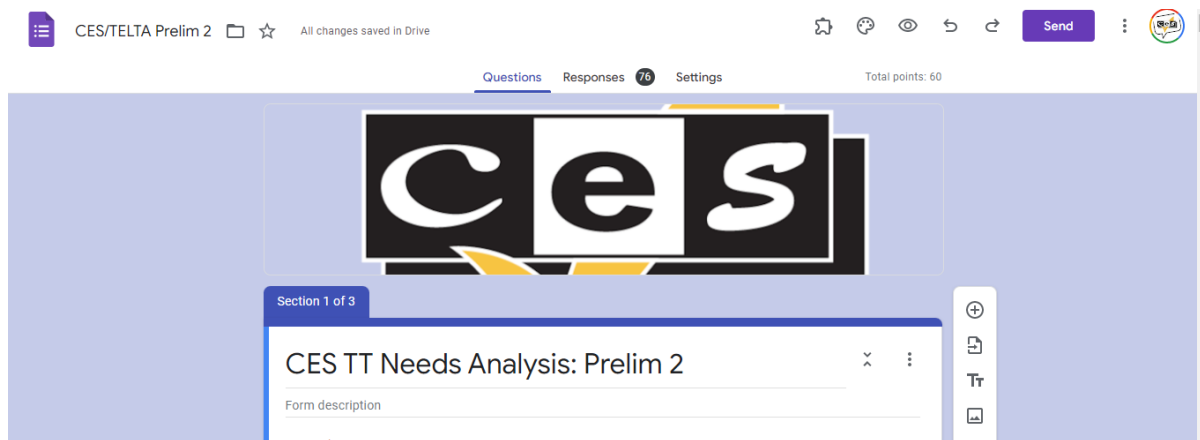 CES/TELTA Prelim 2
All changes saved in Drive
Send
Questions
Responses 76
Settings
Total points: 60
ces
Section 1 of 3
CES TT Needs Analysis: Prelim 2
Form description
Tт